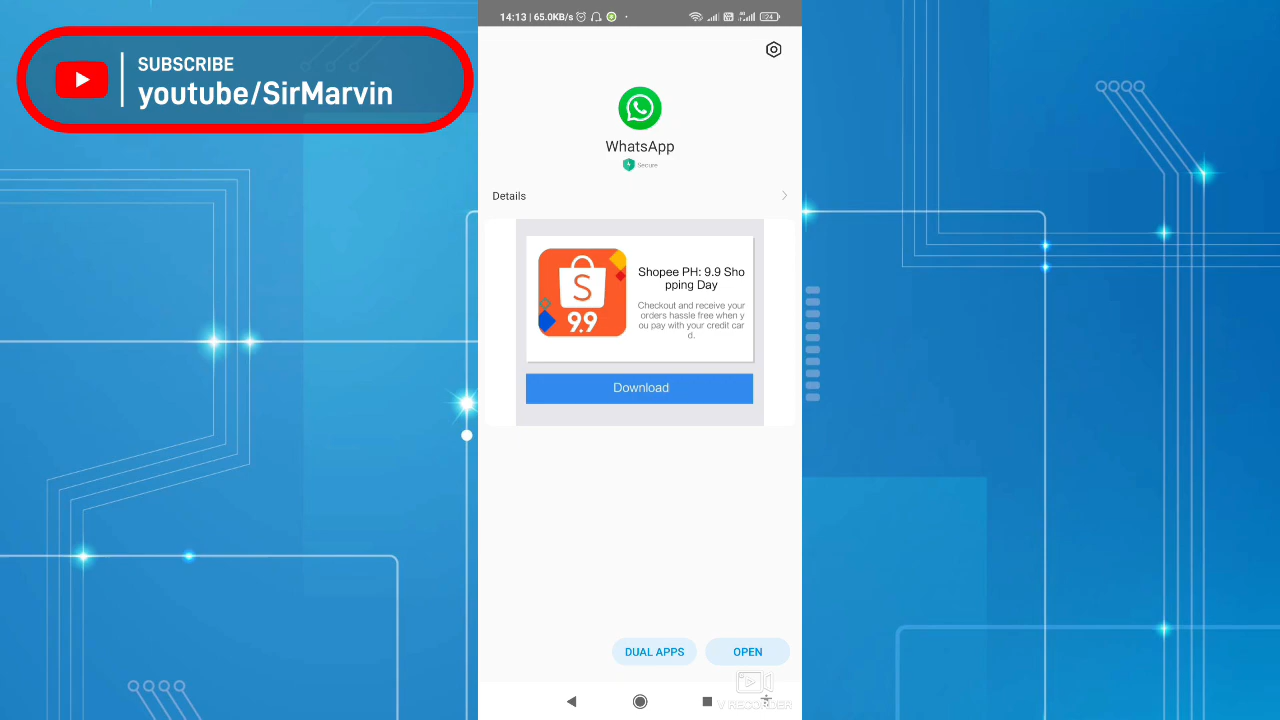 SUBSCRIBE
youtube/SirMarvin
14:13 | 65.0KB/s
24
WhatsApp
Secure
Details
S
9.9
Shopee PH: 9.9 Sho
pping Day
Checkout and receive your
orders hassle free when y
ou pay with your credit car
d.
Download
DUAL APPS
OPEN
V RECORDER